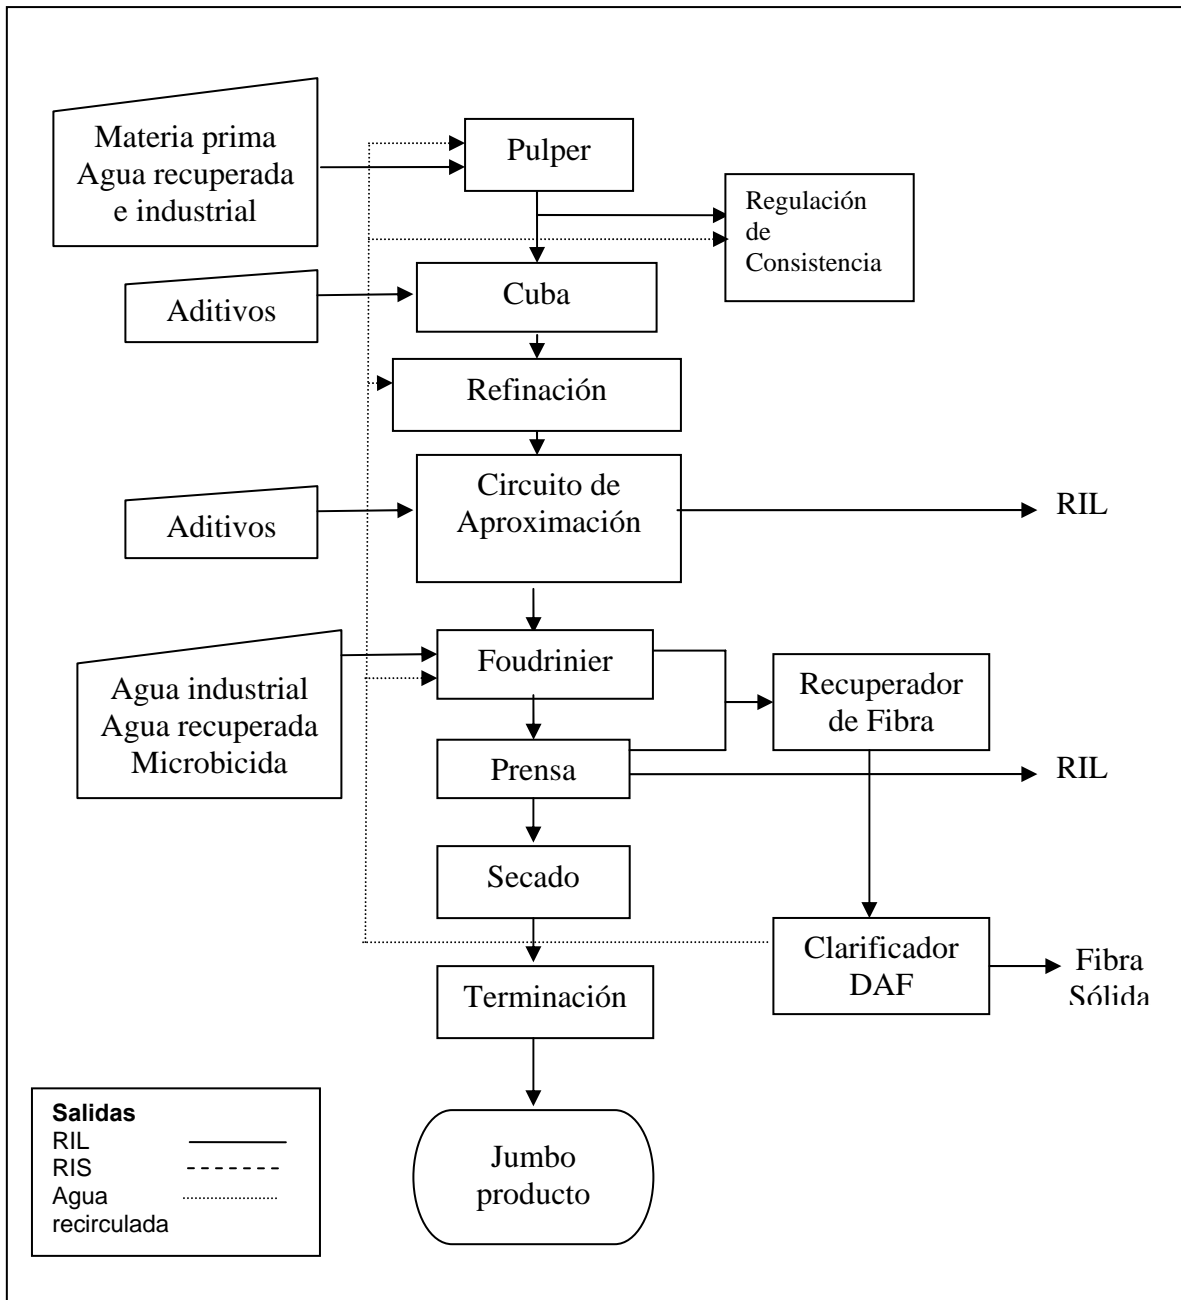 Materia prima
Agua recuperada
e industrial
Pulper
Regulación
de
Consistencia
Aditivos
Cuba
Refinación
Aditivos
Circuito de
Aproximación
RIL
Agua industrial
Agua recuperada
Microbicida
Foudrinier
Recuperador
de Fibra
Prensa
RIL
Secado
Clarificador
DAF
Fibra
Sólida
Terminación
Jumbo
producto
Salidas
RIL
RIS
Agua
recirculada